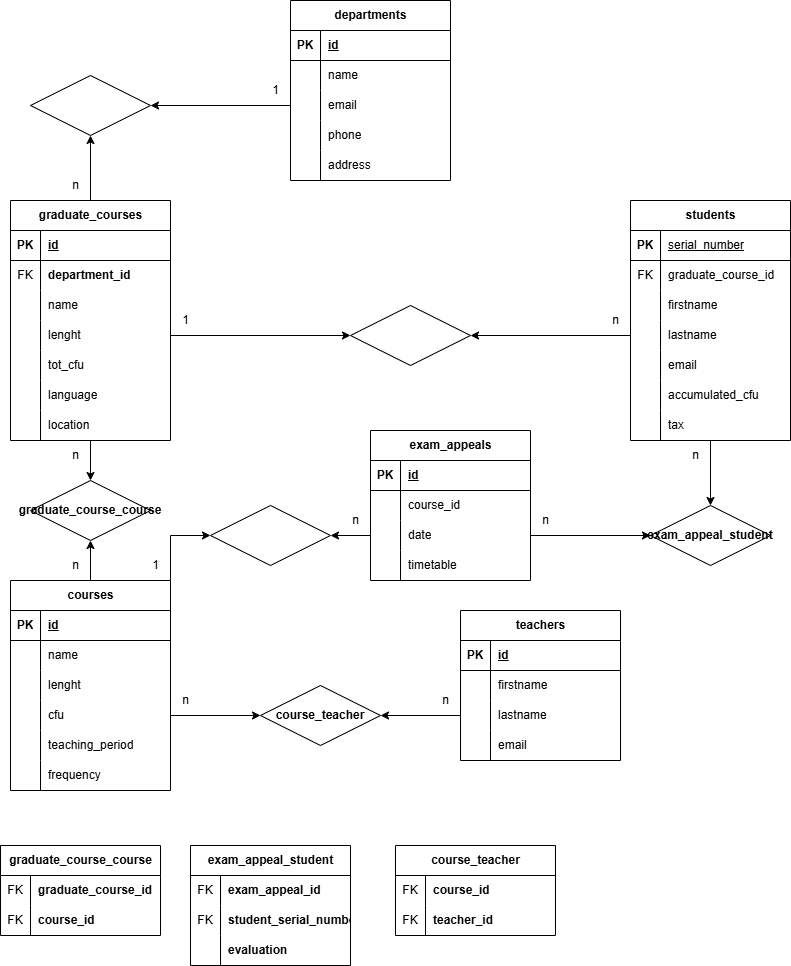 departments
PK id
name
email
phone
address
1
n
graduate_courses
PK id
FK department_id
name
lenght
tot_cfu
language
location
1
n
students
PK serial_number
FK graduate_course_id
firstname
lastname
email
accumulated_cfu
tax
n
graduate_course_course
n
exam_appeals
PK id
course_id
date
timetable
n
n
n
exam_appeal_student
1
courses
PK id
name
lenght
cfu
teaching_period
frequency
n
course_teacher
n
teachers
PK id
firstname
lastname
email
graduate_course_course
FK graduate_course_id
FK course_id
exam_appeal_student
FK exam_appeal_id
FK student_serial_numb
evaluation
course_teacher
FK course_id
FK teacher_id